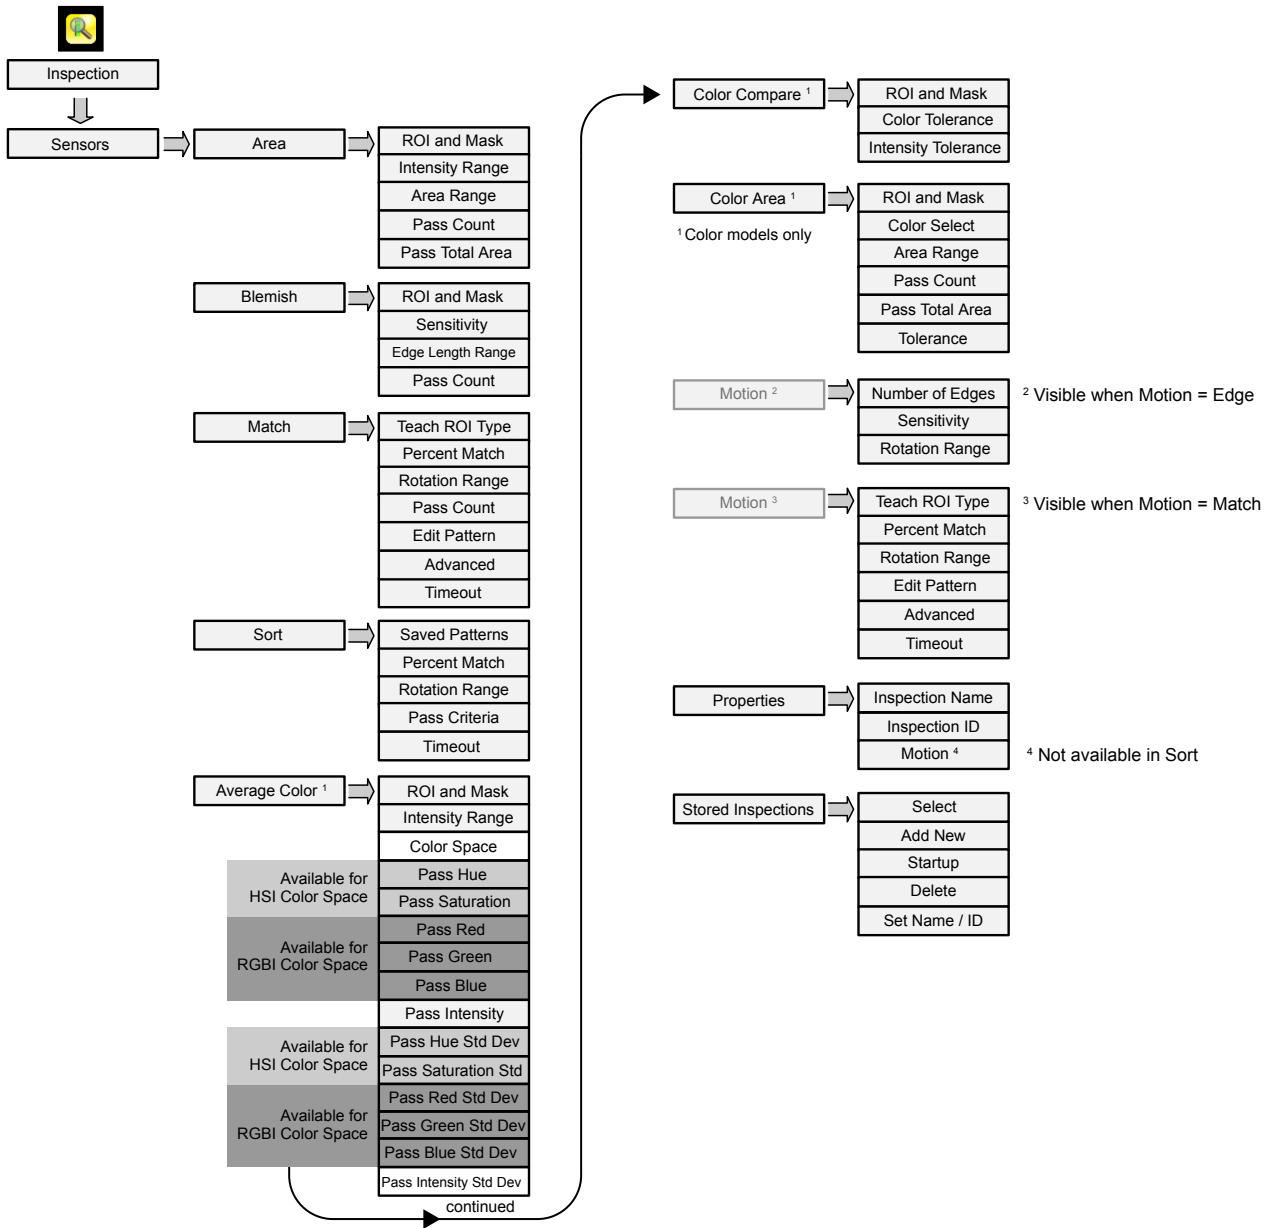 Inspection
Sensors
Area
ROI and Mask
Intensity Range
Area Range
Pass Count
Pass Total Area
Blemish
ROI and Mask
Sensitivity
Edge Length Range
Pass Count
Match
Teach ROI Type
Percent Match
Rotation Range
Pass Count
Edit Pattern
Advanced
Timeout
Sort
Saved Patterns
Percent Match
Rotation Range
Pass Criteria
Timeout
Average Color ¹
ROI and Mask
Intensity Range
Color Space
Available for
HSI Color Space
Pass Hue
Pass Saturation
Available for
RGBI Color Space
Pass Red
Pass Green
Pass Blue
Pass Intensity
Available for
HSI Color Space
Pass Hue Std Dev
Pass Saturation Std
Available for
RGBI Color Space
Pass Red Std Dev
Pass Green Std Dev
Pass Blue Std Dev
Pass Intensity Std Dev
continued
Color Compare ¹
ROI and Mask
Color Tolerance
Intensity Tolerance
Color Area ¹
¹ Color models only
ROI and Mask
Color Select
Area Range
Pass Count
Pass Total Area
Tolerance
Motion ²
Number of Edges
Sensitivity
Rotation Range
² Visible when Motion = Edge
Motion ³
Teach ROI Type
Percent Match
Rotation Range
Edit Pattern
Advanced
Timeout
³ Visible when Motion = Match
Properties
Inspection Name
Inspection ID
Motion ⁴
⁴ Not available in Sort
Stored Inspections
Select
Add New
Startup
Delete
Set Name / ID